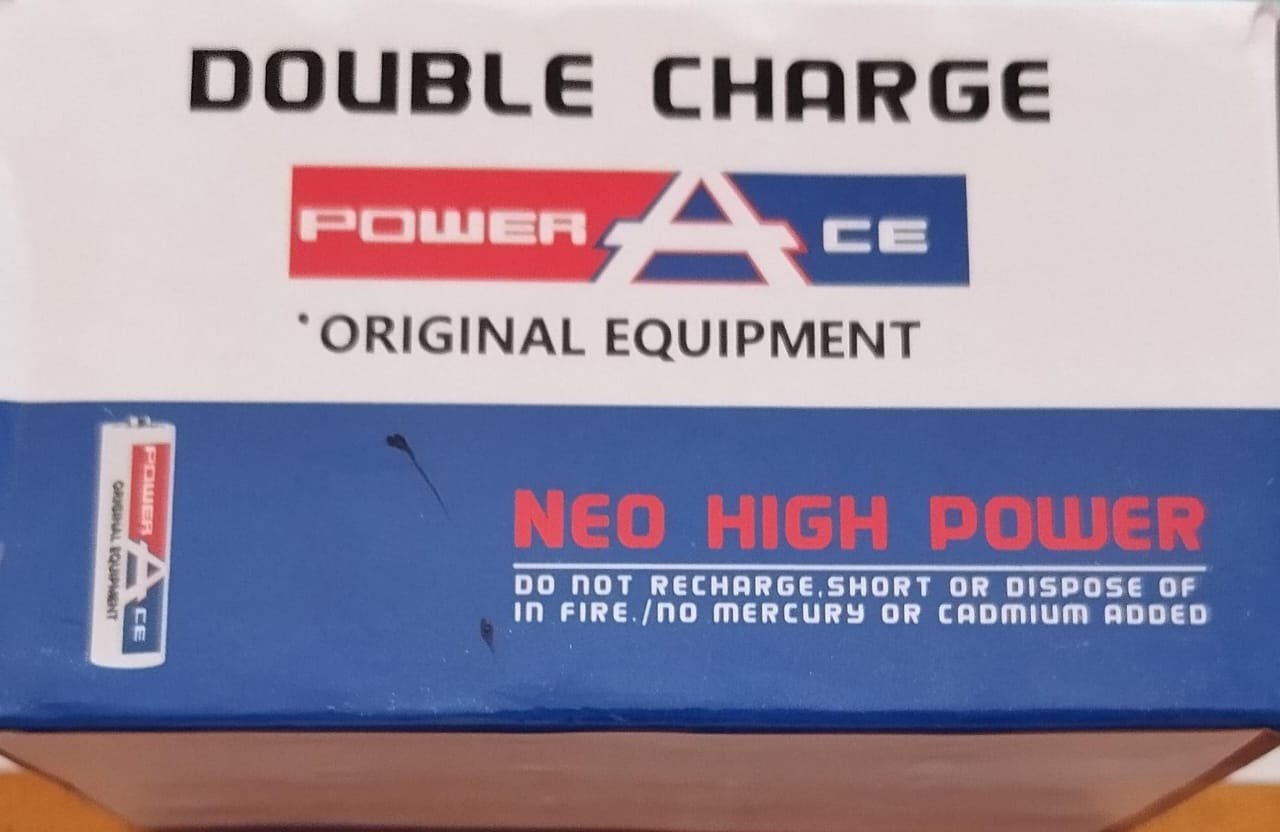 DOUBLE CHARGE
POWER ACE
*ORIGINAL EQUIPMENT
POWER ACE
ORIGINAL EQUIPMENT
NEO HIGH POWER
DO NOT RECHARGE,SHORT OR DISPOSE OF
IN FIRE./NO MERCURY OR CADMIUM ADDED